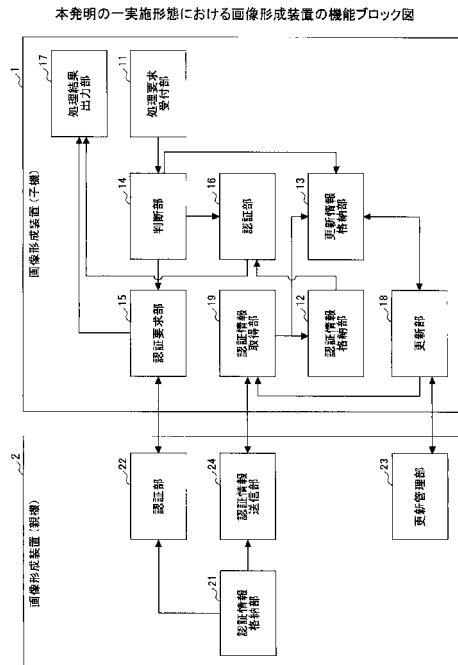 本発明の一実施形態における画像形成装置の機能ブロック図
1
画像形成装置(子機)
17
処理結果
出力部
11
処理要求
受付部
14
判断部
16
認証部
13
更新情報
格納部
15
認証要求部
19
認証情報
取得部
12
認証情報
格納部
18
更新部
2
画像形成装置(親機)
22
認証部
24
認証情報
送信部
23
更新管理部
21
認証情報
格納部